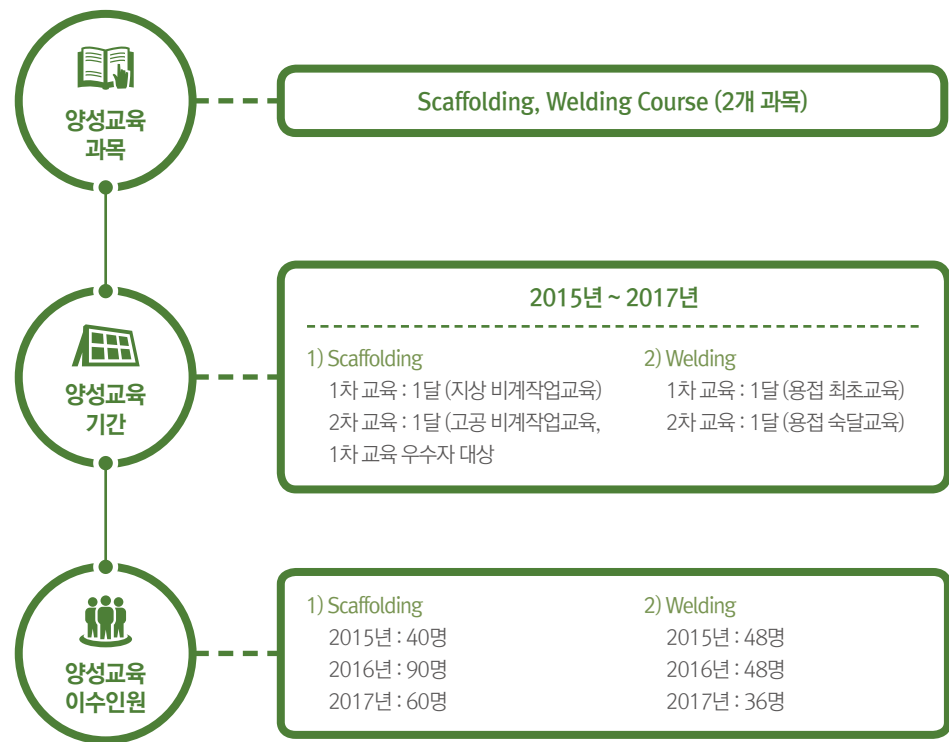 양성교육
과목
Scaffolding, Welding Course (2개 과목)
양성교육
기간
2015년 ~ 2017년
1) Scaffolding
1차 교육 : 1달 (지상 비계작업교육)
2차 교육 : 1달 (고공 비계작업교육,
1차 교육 우수자 대상
2) Welding
1차 교육 : 1달 (용접 최초교육)
2차 교육 : 1달 (용접 숙달교육)
양성교육
이수인원
1) Scaffolding
2015년 : 40명
2016년 : 90명
2017년 : 60명
2) Welding
2015년 : 48명
2016년 : 48명
2017년 : 36명